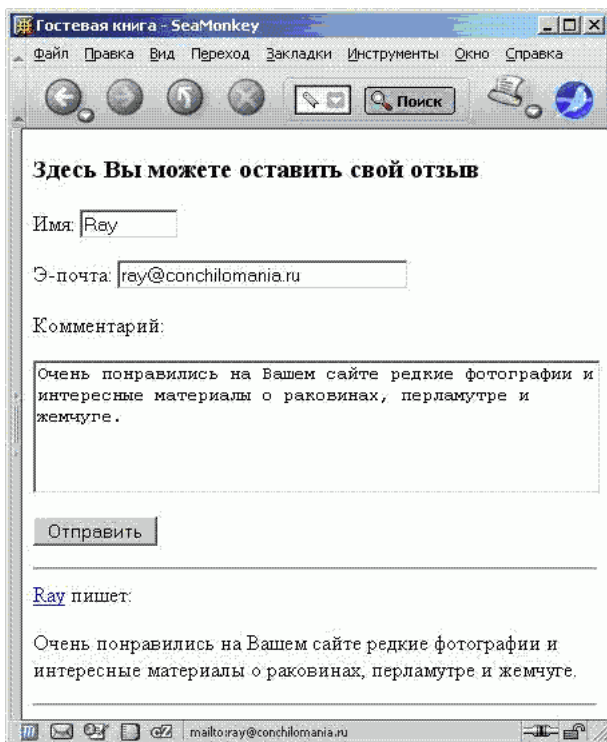 Гостевая книга - SeaMonkey
Файл Правка Вид Переход Закладки Инструменты Окно Справка
Поиск
Здесь Вы можете оставить свой отзыв
Имя: Ray
Э-почта: ray@conchilomania.ru
Комментарий:
Очень понравились на Вашем сайте редкие фотографии и
интересные материалы о раковинах, перламутре и
жемчуге.
Отправить
Ray пишет:
Очень понравились на Вашем сайте редкие фотографии и
интересные материалы о раковинах, перламутре и жемчуге.
mailto:ray@conchilomania.ru